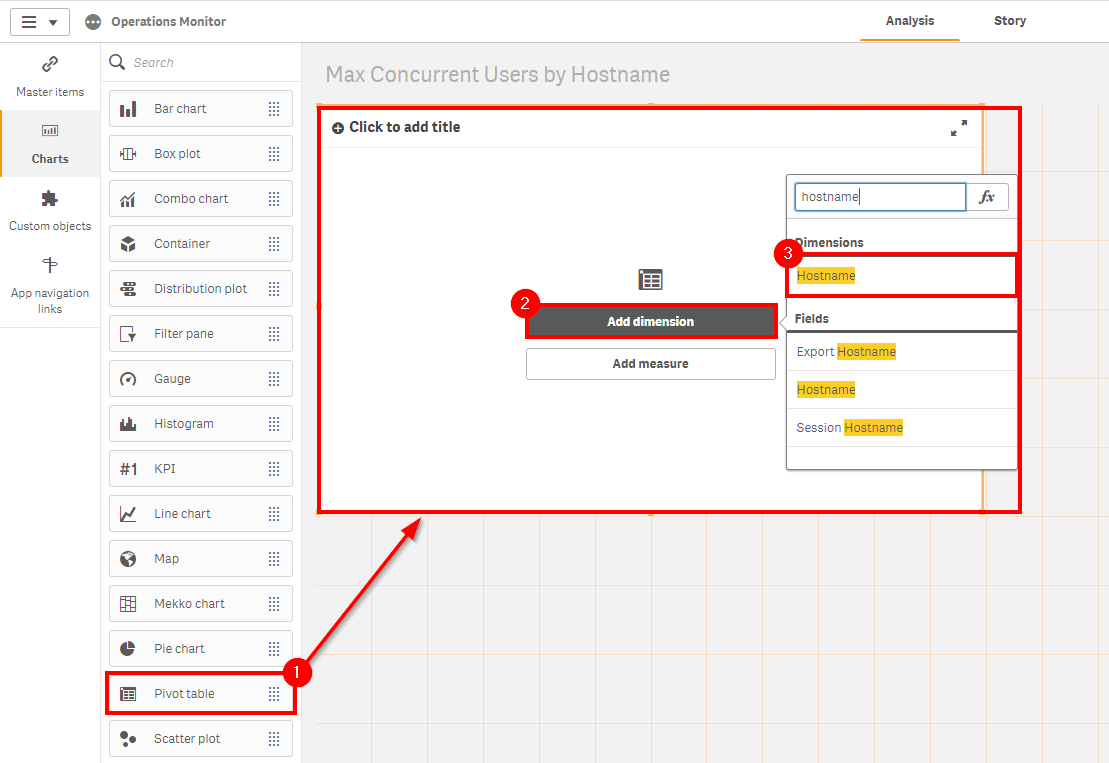 Operations Monitor
Analysis
Story
Master items
Charts
Custom objects
App navigation
links
Search
Bar chart
Box plot
Combo chart
Container
Distribution plot
Filter pane
Gauge
Histogram
#1 KPI
Line chart
Map
Mekko chart
Pie chart
Pivot table
1
Scatter plot
Max Concurrent Users by Hostname
Click to add title
2
Add dimension
Add measure
hostname
fx
Dimensions
3
Hostname
Fields
Export Hostname
Hostname
Session Hostname